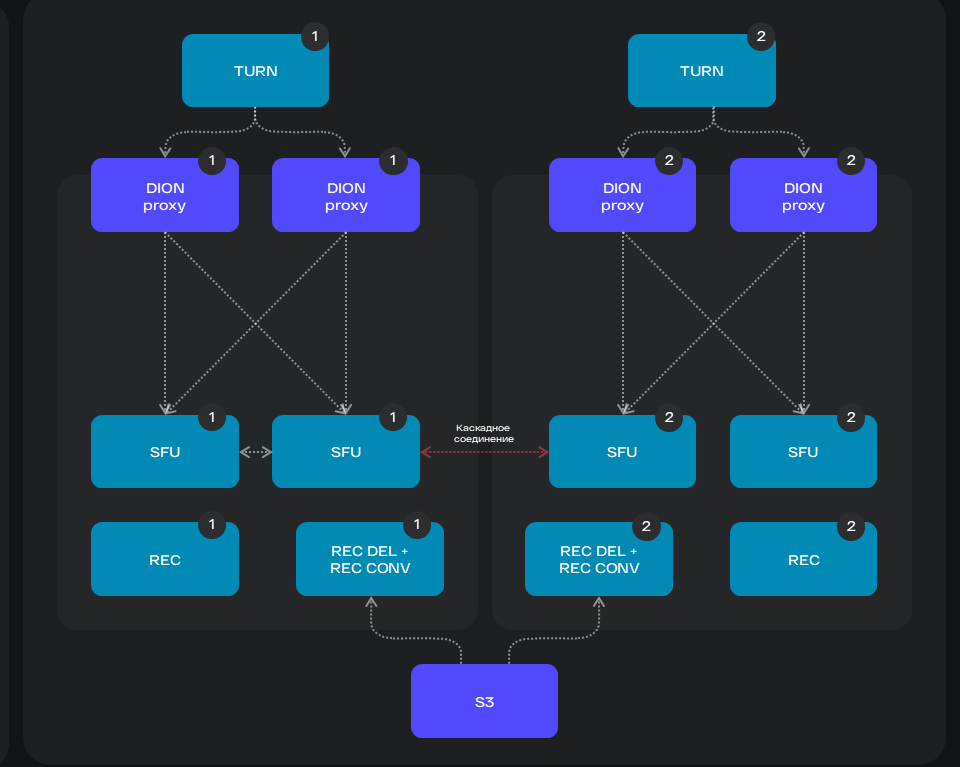 1
TURN
2
TURN
1
DION
proxy
1
DION
proxy
2
DION
proxy
2
DION
proxy
1
SFU
1
SFU
Каскадное
соединение
2
SFU
2
SFU
1
REC
1
REC DEL +
REC CONV
2
REC DEL +
REC CONV
2
REC
S3